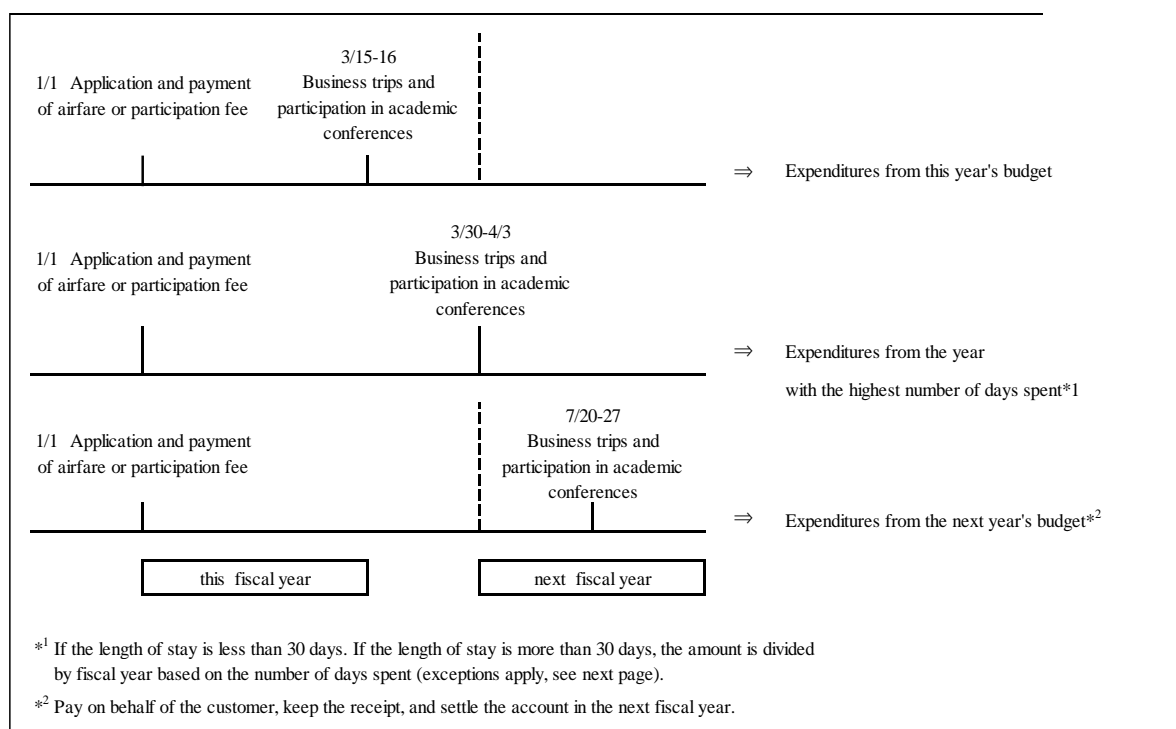 3/15-16
1/1 Application and payment
of airfare or participation fee
Business trips and
participation in academic
conferences
⇒ Expenditures from this year's budget
3/30-4/3
1/1 Application and payment
of airfare or participation fee
Business trips and
participation in academic
conferences
⇒ Expenditures from the year
with the highest number of days spent*1
7/20-27
1/1 Application and payment
of airfare or participation fee
Business trips and
participation in academic
conferences
⇒ Expenditures from the next year's budget*2
this fiscal year
next fiscal year
*1 If the length of stay is less than 30 days. If the length of stay is more than 30 days, the amount is divided
by fiscal year based on the number of days spent (exceptions apply, see next page).
*2 Pay on behalf of the customer, keep the receipt, and settle the account in the next fiscal year.